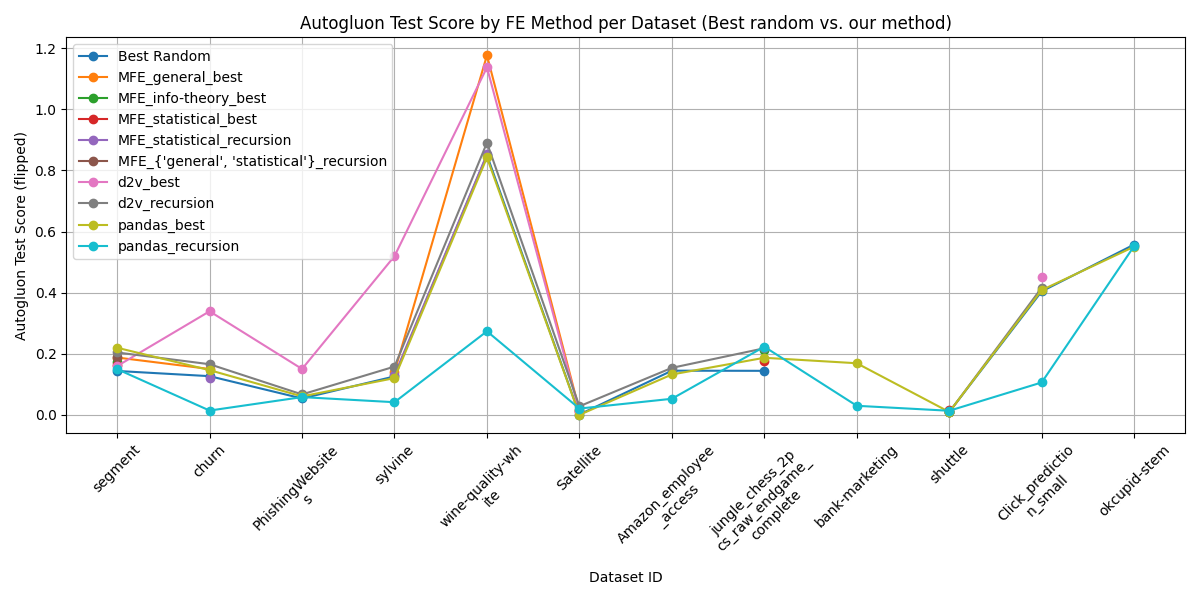 Autogluon Test Score by FE Method per Dataset (Best random vs. our method)
Autogluon Test Score (flipped)
1.2
1.0
0.8
0.6
0.4
0.2
0.0
Best Random
MFE_general_best
MFE_info-theory_best
MFE_statistical_best
MFE_statistical_recursion
MFE_{'general', 'statistical'}_recursion
d2v_best
d2v_recursion
pandas_best
pandas_recursion
segment
churn
PhishingWebsite
s
sylvine
wine-quality-wh
ite
Satellite
Amazon_employee
_access
jungle_chess_2p
cs_raw_endgame_
complete
bank-marketing
shuttle
Click_predictio
n_small
okcupid-stem
Dataset ID